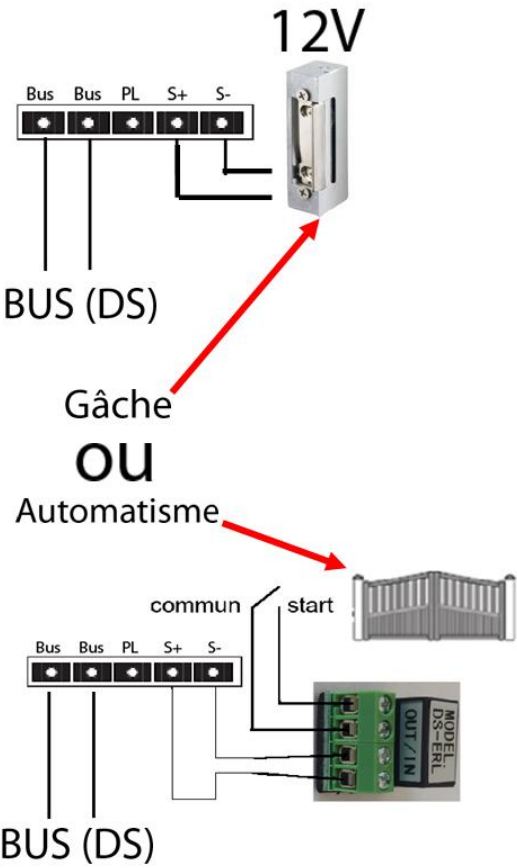 12V
Bus Bus PL S+ S-
BUS (DS)
Gâche
ou
Automatisme
commun start
Bus Bus PL S+ S-
MODEL:
DS-ERL
OUT/IN
BUS (DS)